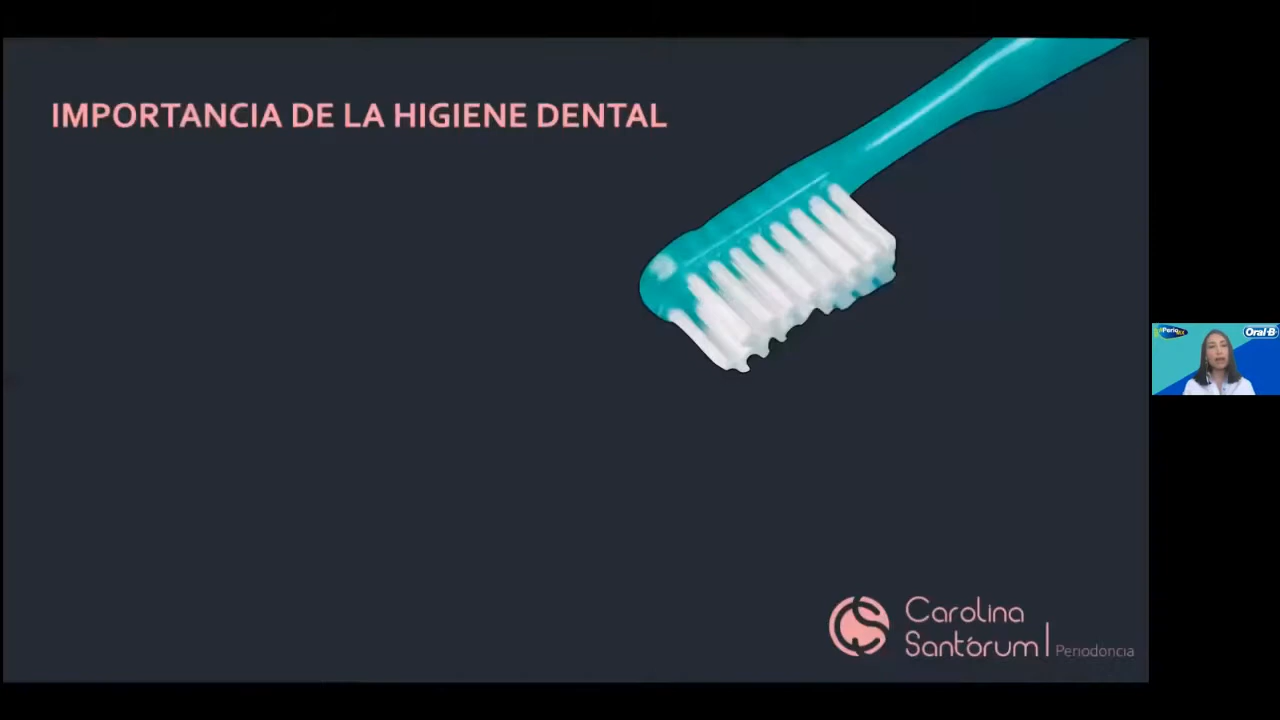 IMPORTANCIA DE LA HIGIENE DENTAL
Oral-B
Carolina
Santórum | Periodoncia